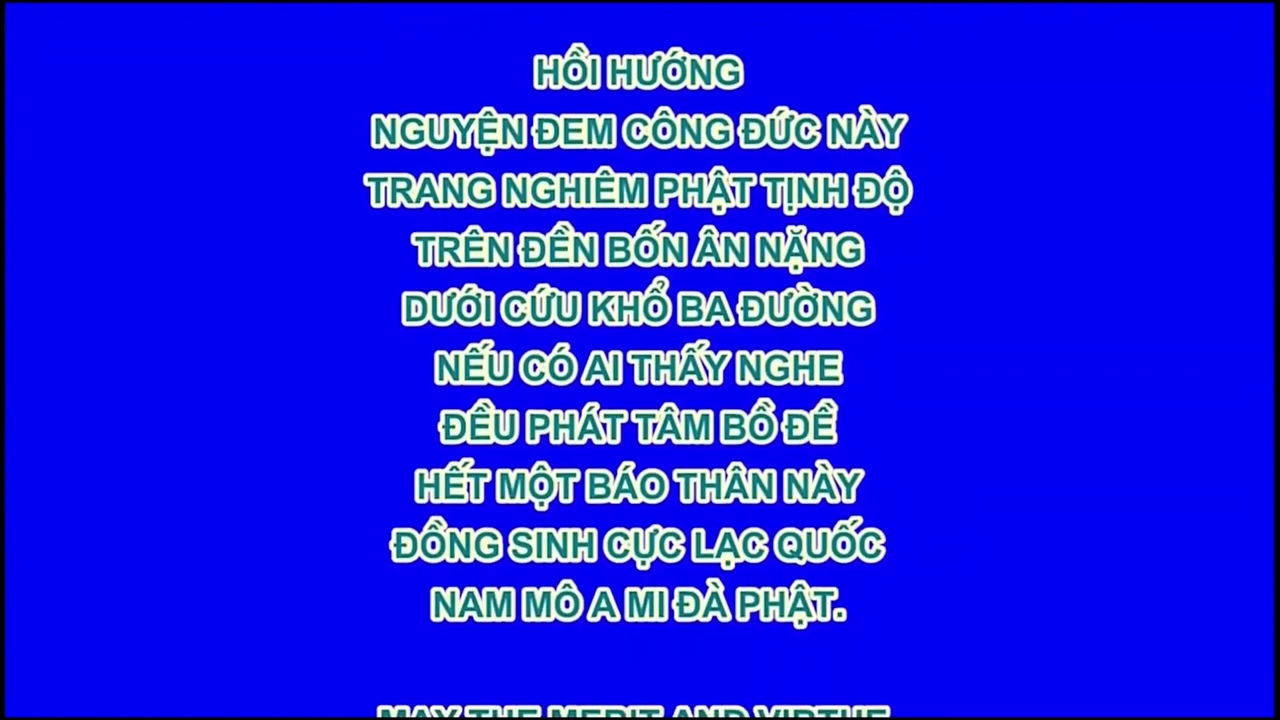 HỒI HƯỚNG
NGUYỆN ĐEM CÔNG ĐỨC NÀY
TRANG NGHIÊM PHẬT TỊNH ĐỘ
TRÊN ĐỀN BỐN ÂN NẶNG
DƯỚI CỨU KHỔ BA ĐƯỜNG
NẾU CÓ AI THẤY NGHE
ĐỀU PHÁT TÂM BỒ ĐỀ
HẾT MỘT BÁO THÂN NÀY
ĐỒNG SINH CỰC LẠC QUỐC
NAM MÔ A MI ĐÀ PHẬT.
MAY THE MERIT AND VIRTUE